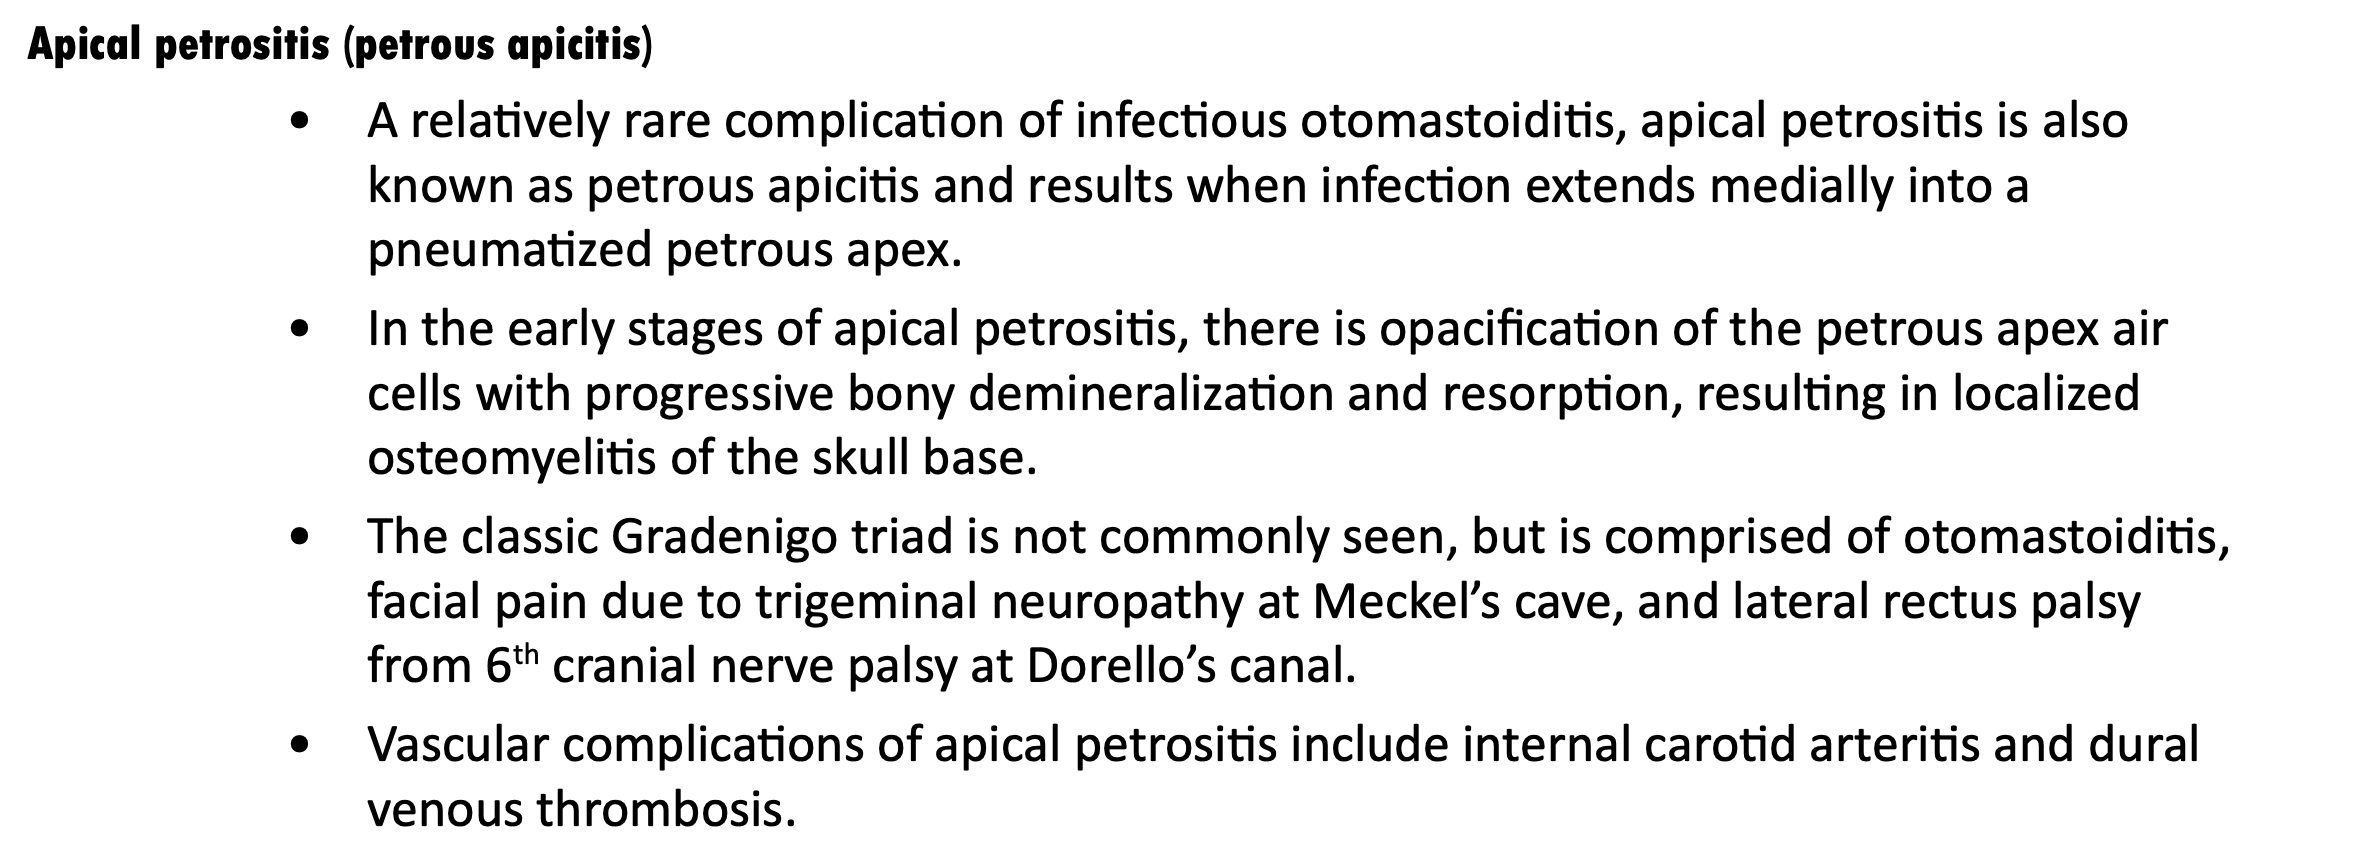 Apical petrositis (petrous apicitis)
• A relatively rare complication of infectious otomastoiditis, apical petrositis is also
known as petrous apicitis and results when infection extends medially into a
pneumatized petrous apex.
• In the early stages of apical petrositis, there is opacification of the petrous apex air
cells with progressive bony demineralization and resorption, resulting in localized
osteomyelitis of the skull base.
• The classic Gradenigo triad is not commonly seen, but is comprised of otomastoiditis,
facial pain due to trigeminal neuropathy at Meckel’s cave, and lateral rectus palsy
from 6th cranial nerve palsy at Dorello’s canal.
• Vascular complications of apical petrositis include internal carotid arteritis and dural
venous thrombosis.